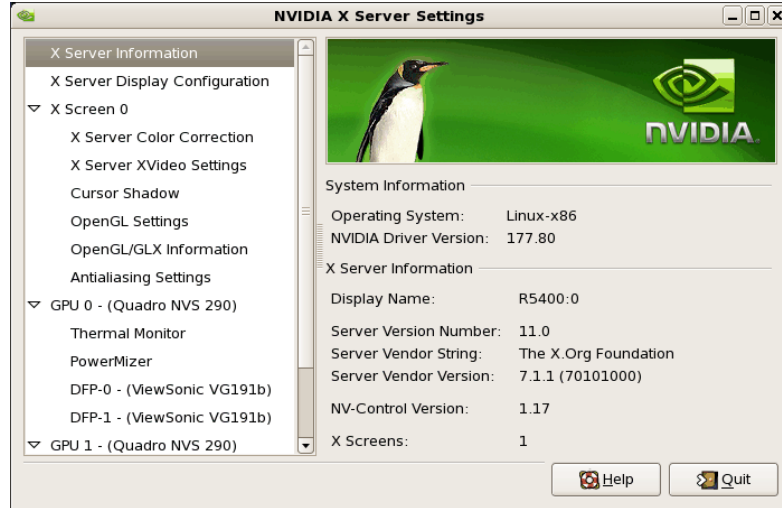 NVIDIA X Server Settings
X Server Information
X Server Display Configuration
X Screen 0
X Server Color Correction
X Server XVideo Settings
Cursor Shadow
OpenGL Settings
OpenGL/GLX Information
Antialiasing Settings
GPU 0 - (Quadro NVS 290)
Thermal Monitor
PowerMizer
DFP-0 - (ViewSonic VG191b)
DFP-1 - (ViewSonic VG191b)
GPU 1 - (Quadro NVS 290)
NVIDIA.
System Information
Operating System: Linux-x86
NVIDIA Driver Version: 177.80
X Server Information
Display Name: R5400:0
Server Version Number: 11.0
Server Vendor String: The X.Org Foundation
Server Vendor Version: 7.1.1 (70101000)
NV-Control Version: 1.17
X Screens: 1
Help
Quit